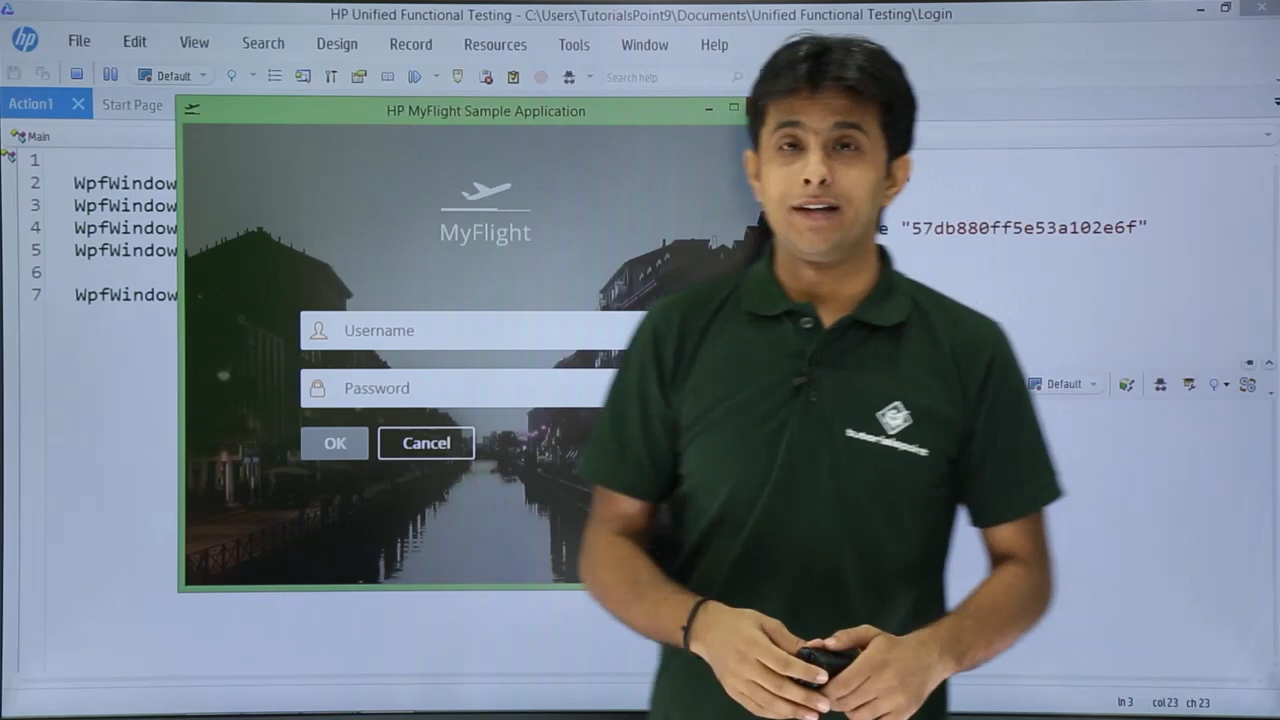 HP Unified Functional Testing - C:\Users\TutorialsPoint9\Documents\Unified Functional Testing\Login
hp File Edit View Search Design Record Resources Tools Window Help
Default Search help
Action1 Start Page
HP MyFlight Sample Application
Main
1
2 WpfWindow
3 WpfWindow
4 WpfWindow e "57db880ff5e53a102e6f"
5 WpfWindow
6
7 WpfWindow
MyFlight
Username
Password
OK Cancel
Default
ln 3 col 23 ch 23